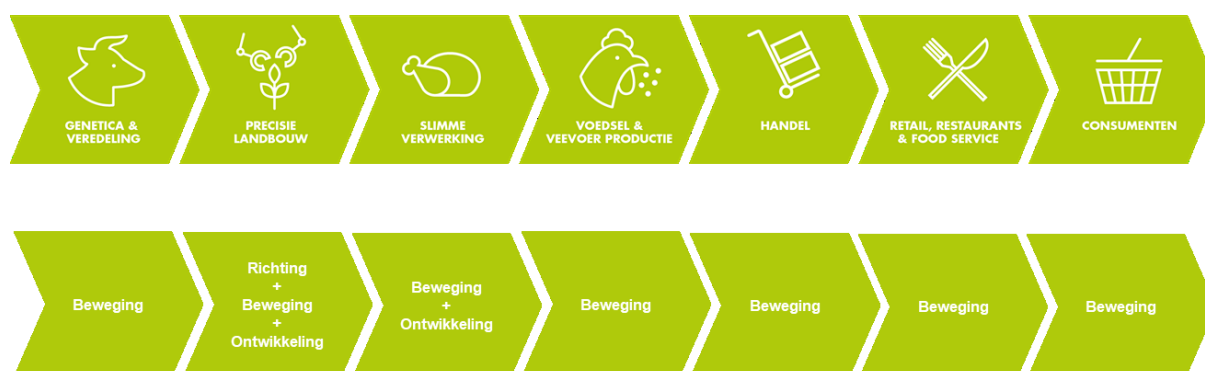 GENETICA &
VEREDELING
PRECISIE
LANDBOUW
SLIMME
VERWERKING
VOEDSEL &
VEEVOER PRODUCTIE
HANDEL
RETAIL, RESTAURANTS
& FOOD SERVICE
CONSUMENTEN
Beweging
Richting
+
Beweging
+
Ontwikkeling
Beweging
+
Ontwikkeling
Beweging
Beweging
Beweging
Beweging